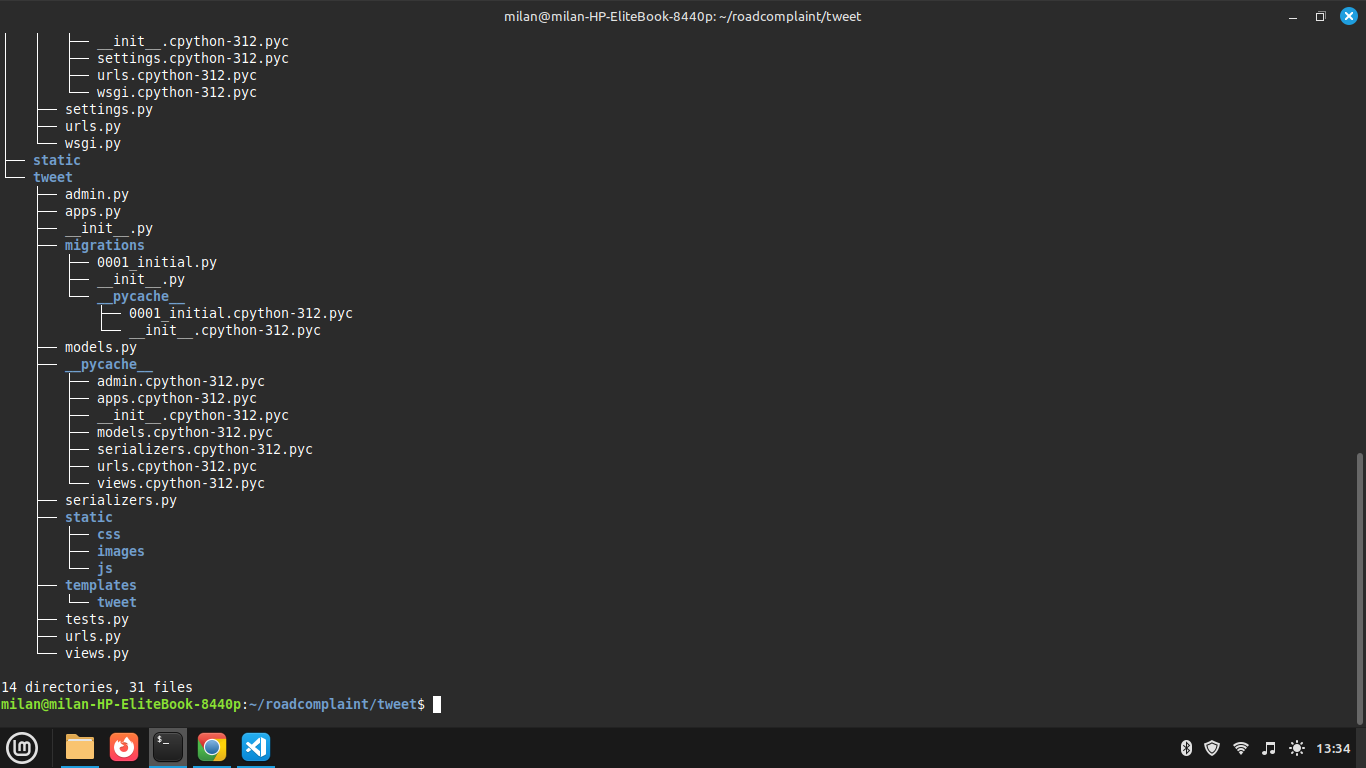 milan@milan-HP-EliteBook-8440p: ~/roadcomplaint/tweet
│   │   ├── __init__.cpython-312.pyc
│   │   ├── settings.cpython-312.pyc
│   │   ├── urls.cpython-312.pyc
│   │   └── wsgi.cpython-312.pyc
│   ├── settings.py
│   ├── urls.py
│   └── wsgi.py
├── static
└── tweet
    ├── admin.py
    ├── apps.py
    ├── __init__.py
    ├── migrations
    │   ├── 0001_initial.py
    │   ├── __init__.py
    │   └── __pycache__
    │       ├── 0001_initial.cpython-312.pyc
    │       └── __init__.cpython-312.pyc
    ├── models.py
    ├── __pycache__
    │   ├── admin.cpython-312.pyc
    │   ├── apps.cpython-312.pyc
    │   ├── __init__.cpython-312.pyc
    │   ├── models.cpython-312.pyc
    │   ├── serializers.cpython-312.pyc
    │   ├── urls.cpython-312.pyc
    │   └── views.cpython-312.pyc
    ├── serializers.py
    ├── static
    │   ├── css
    │   ├── images
    │   └── js
    ├── templates
    │   └── tweet
    ├── tests.py
    ├── urls.py
    └── views.py
14 directories, 31 files
milan@milan-HP-EliteBook-8440p:~/roadcomplaint/tweet$
13:34